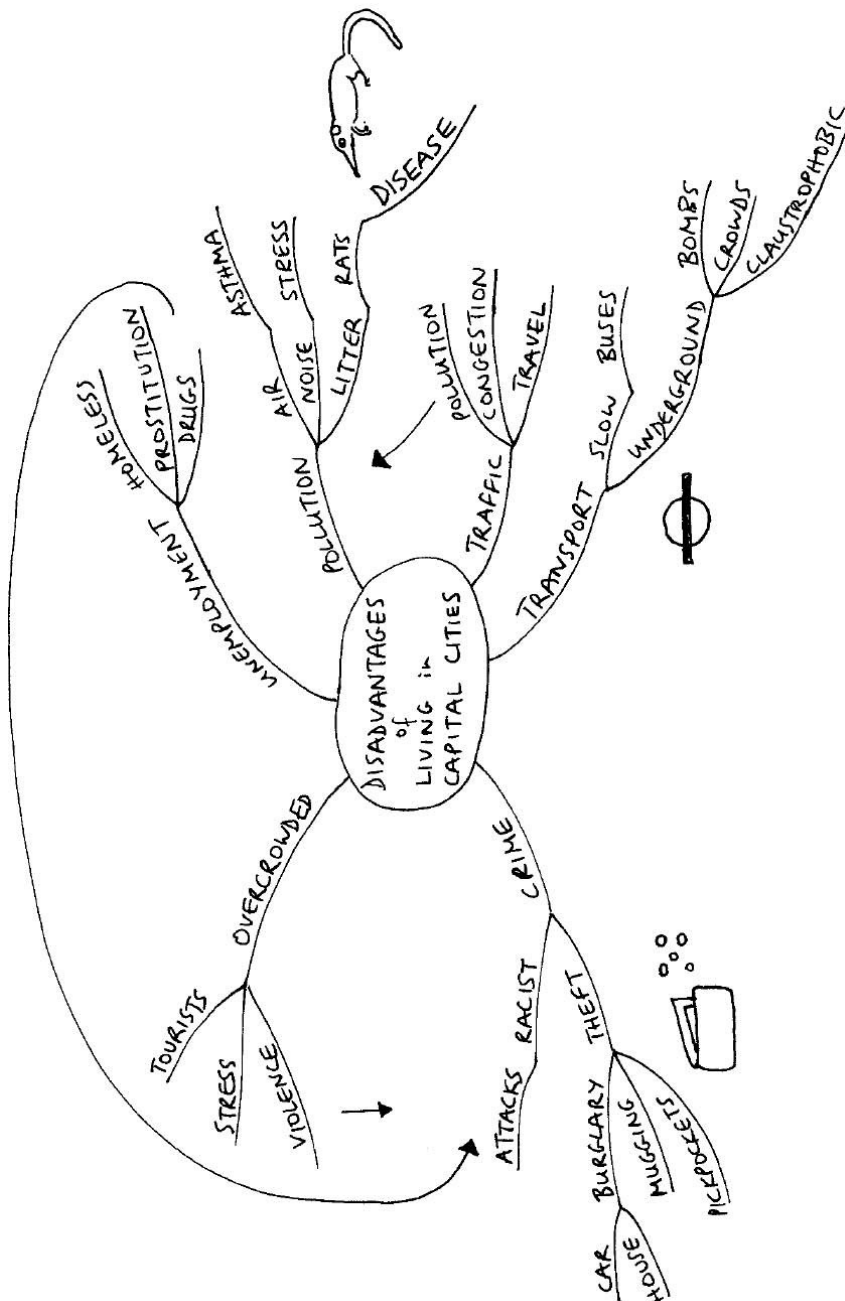 DISADVANTAGES
of
LIVING in
CAPITAL CITIES
UNEMPLOYMENT
HOMELESS
PROSTITUTION
DRUGS
POLLUTION
AIR
ASTHMA
NOISE
STRESS
LITTER
RATS
DISEASE
TRAFFIC
POLLUTION
CONGESTION
TRAVEL
TRANSPORT
SLOW BUSES
UNDERGROUND
BOMBS
CROWDS
CLAUSTROPHOBIC
OVERCROWDED
TOURISTS
STRESS
VIOLENCE
CRIME
RACIST
ATTACKS
THEFT
BURGLARY
CAR
HOUSE
MUGGING
PICKPOCKETS